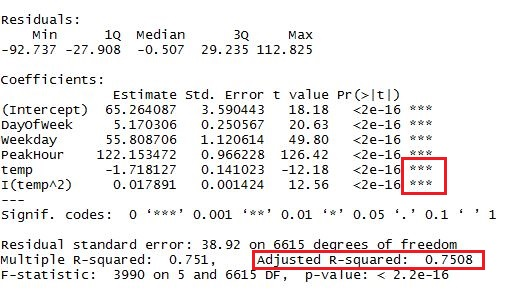 Residuals:
    Min      1Q  Median      3Q     Max
-92.737 -27.908  -0.507  29.235 112.825
Coefficients:
              Estimate Std. Error t value Pr(>|t|)
(Intercept)  65.264087   3.590443   18.18   <2e-16 ***
DayOfWeek     5.170306   0.250567   20.63   <2e-16 ***
Weekday      55.808706   1.120614   49.80   <2e-16 ***
PeakHour    122.153472   0.966228  126.42   <2e-16 ***
temp         -1.718127   0.141023  -12.18   <2e-16 ***
I(temp^2)     0.017891   0.001424   12.56   <2e-16 ***
---
Signif. codes:  0 ‘***’ 0.001 ‘**’ 0.01 ‘*’ 0.05 ‘.’ 0.1 ‘ ’ 1
Residual standard error: 38.92 on 6615 degrees of freedom
Multiple R-squared:  0.751,     Adjusted R-squared:  0.7508
F-statistic:  3990 on 5 and 6615 DF,  p-value: < 2.2e-16